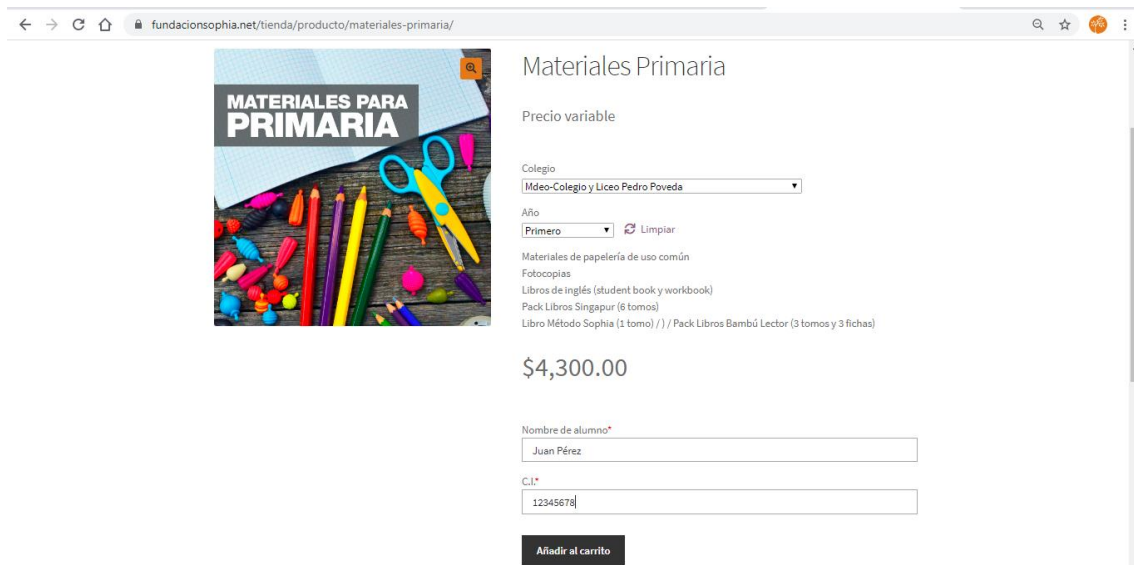 fundacionsophia.net/tienda/producto/materiales-primaria/
MATERIALES PARA
PRIMARIA
Materiales Primaria
Precio variable
Colegio
Mdeo-Colegio y Liceo Pedro Poveda
Año
Primero
Limpiar
Materiales de papelería de uso común
Fotocopias
Libros de inglés (student book y workbook)
Pack Libros Singapur (6 tomos)
Libro Método Sophia (1 tomo) / ) / Pack Libros Bambú Lector (3 tomos y 3 fichas)
$4,300.00
Nombre de alumno*
Juan Pérez
C.I.*
12345678
Añadir al carrito